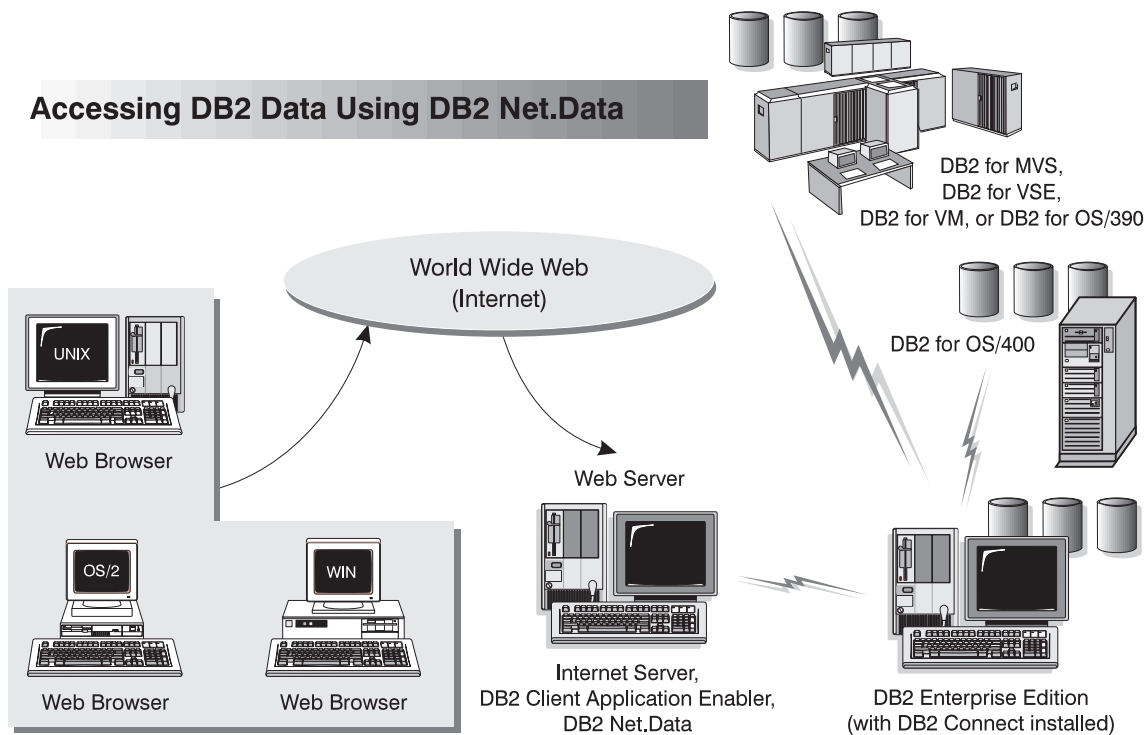 Accessing DB2 Data Using DB2 Net.Data
DB2 for MVS,
DB2 for VSE,
DB2 for VM, or DB2 for OS/390
World Wide Web
(Internet)
DB2 for OS/400
UNIX
Web Browser
OS/2
Web Browser
WIN
Web Browser
Web Server
Internet Server,
DB2 Client Application Enabler,
DB2 Net.Data
DB2 Enterprise Edition
(with DB2 Connect installed)